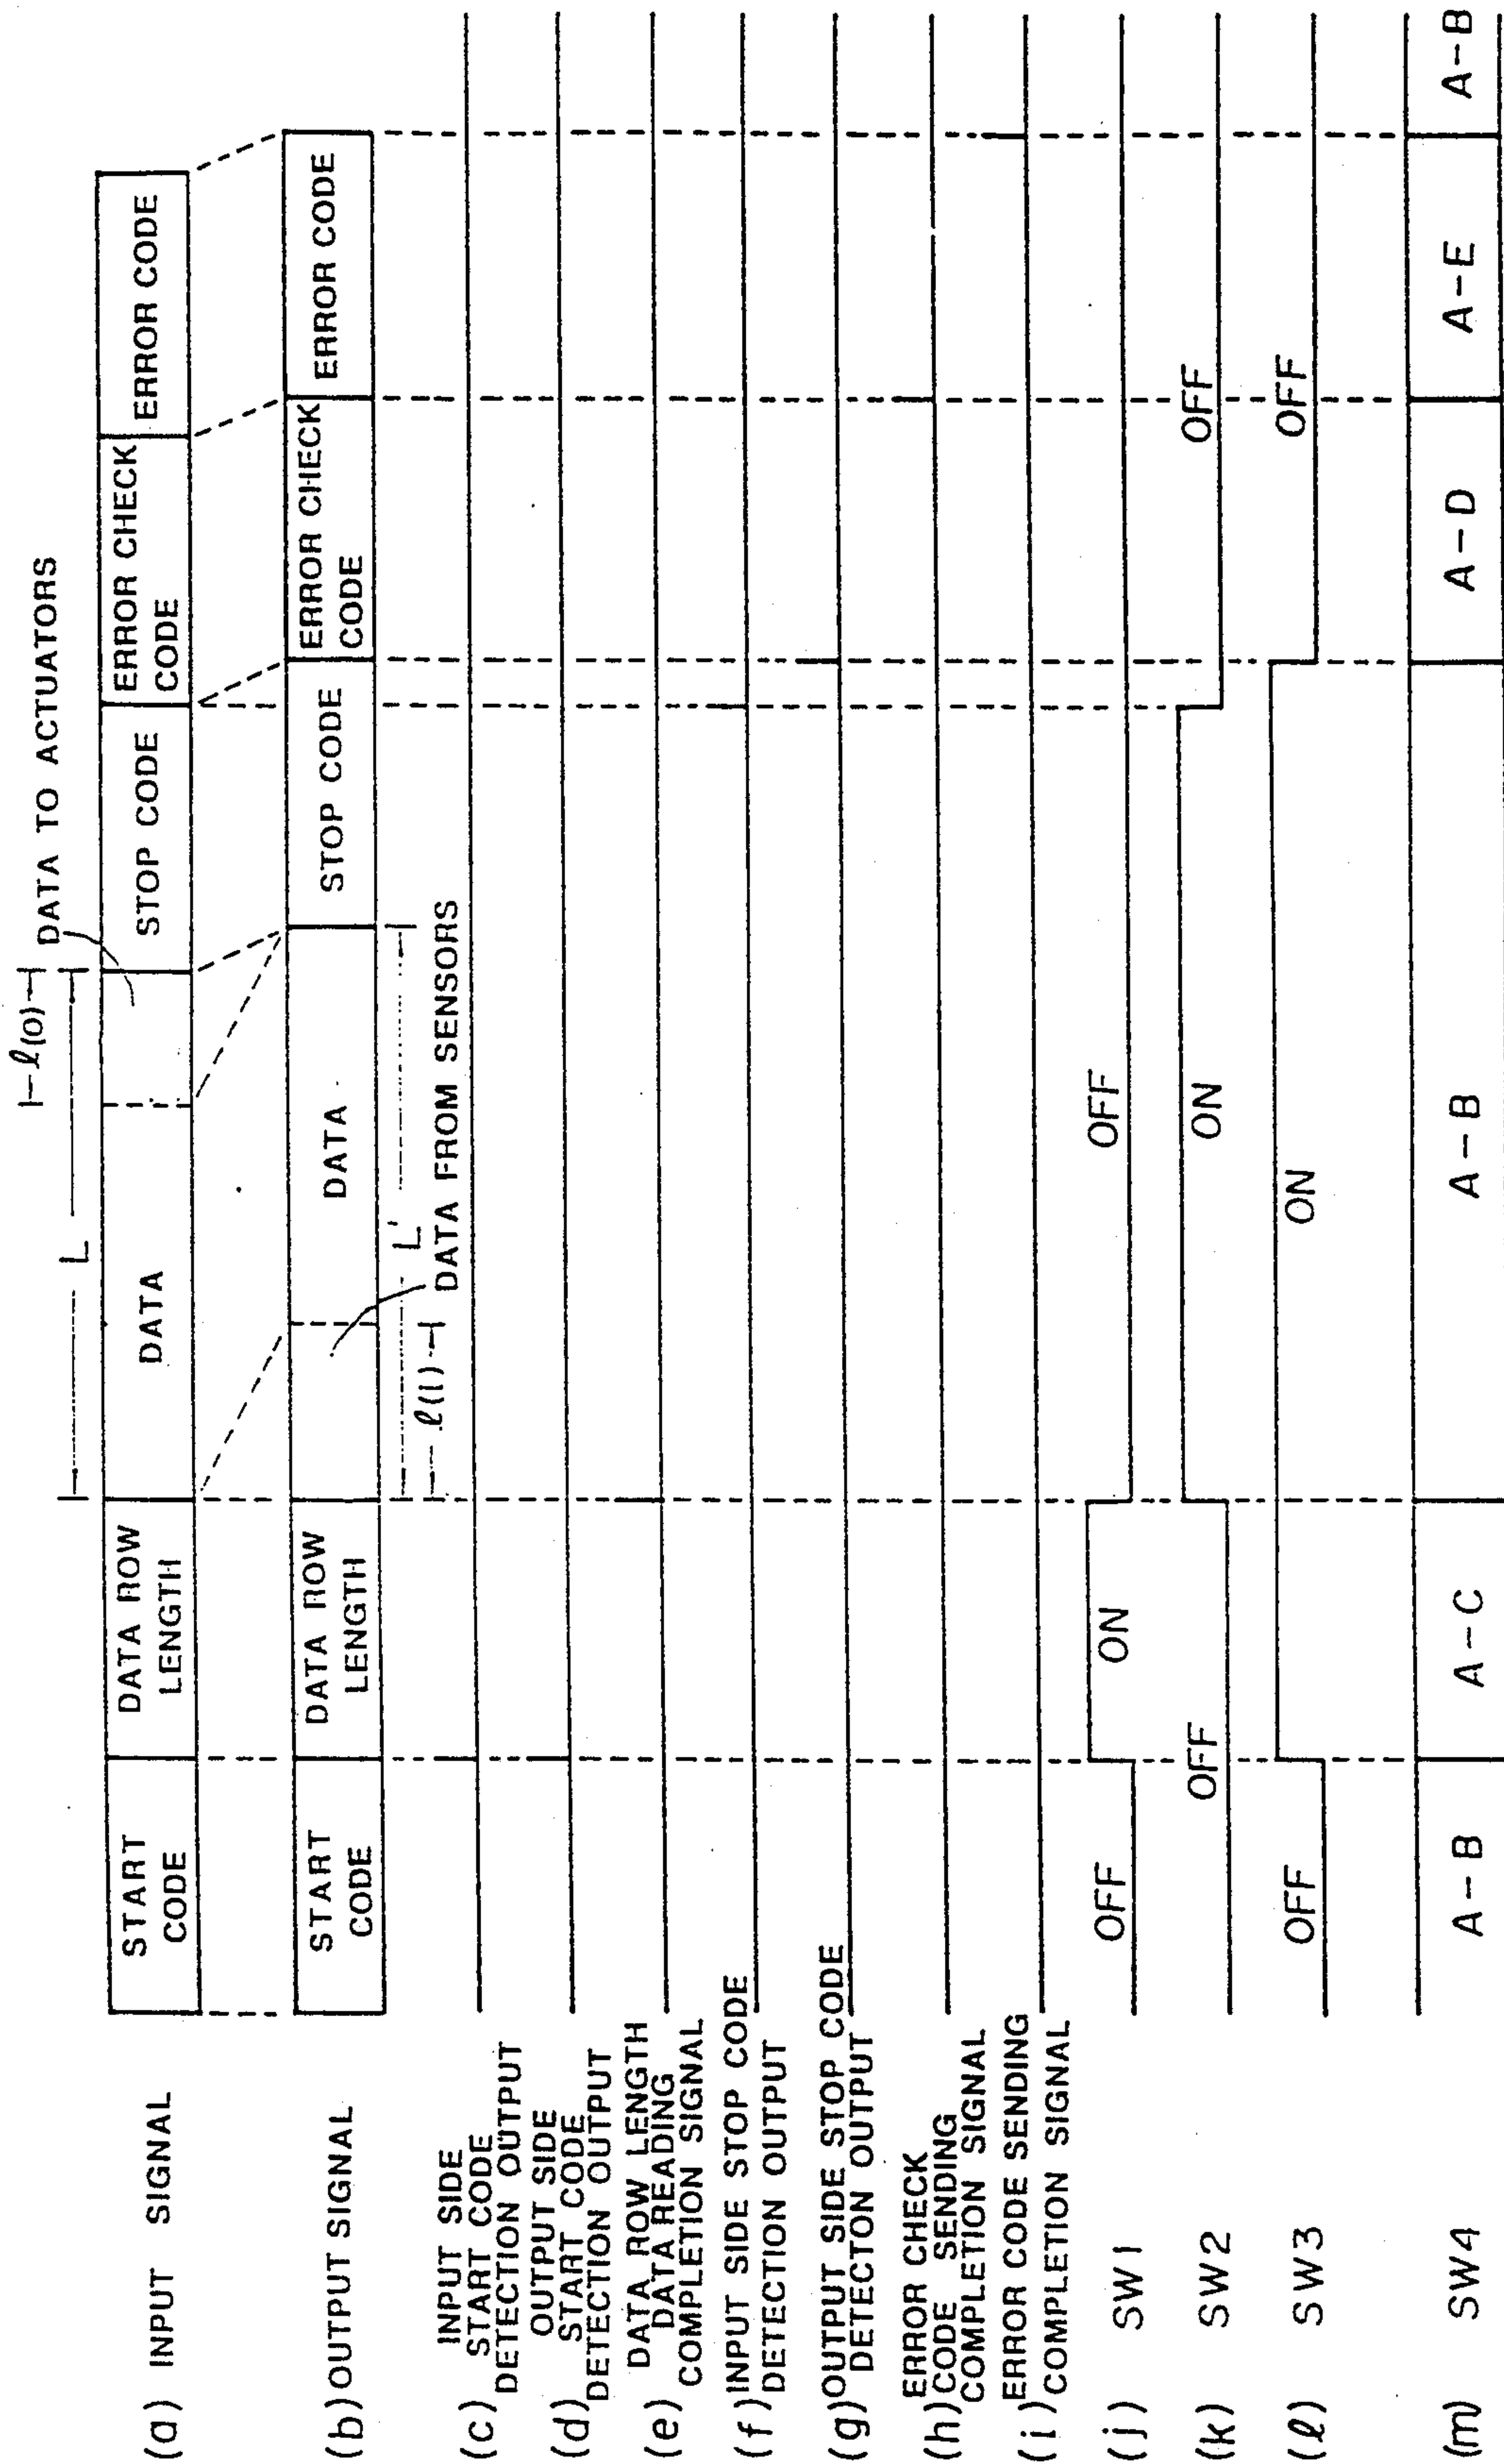 (a) INPUT SIGNAL
START
CODE
DATA ROW
LENGTH
DATA
L
ℓ(0)
DATA TO ACTUATORS
STOP CODE
ERROR CHECK
CODE
ERROR CODE
(b) OUTPUT SIGNAL
START
CODE
DATA ROW
LENGTH
DATA
STOP CODE
ERROR CHECK
CODE
ERROR CODE
L'
ℓ(1)
DATA FROM SENSORS
(c) INPUT SIDE
START CODE
DETECTION OUTPUT
(d) OUTPUT SIDE
START CODE
DETECTION OUTPUT
(e) DATA ROW LENGTH
DATA READING
COMPLETION SIGNAL
(f) INPUT SIDE STOP CODE
DETECTION OUTPUT
(g) OUTPUT SIDE STOP CODE
DETECTON OUTPUT
(h) ERROR CHECK
CODE SENDING
COMPLETION SIGNAL
(i) ERROR CODE SENDING
COMPLETION SIGNAL
(j) SW1 OFF ON OFF
(k) SW2 OFF ON OFF
(ℓ) SW3 OFF ON OFF
(m) SW4 A-B A-C A-B A-D A-E A-B